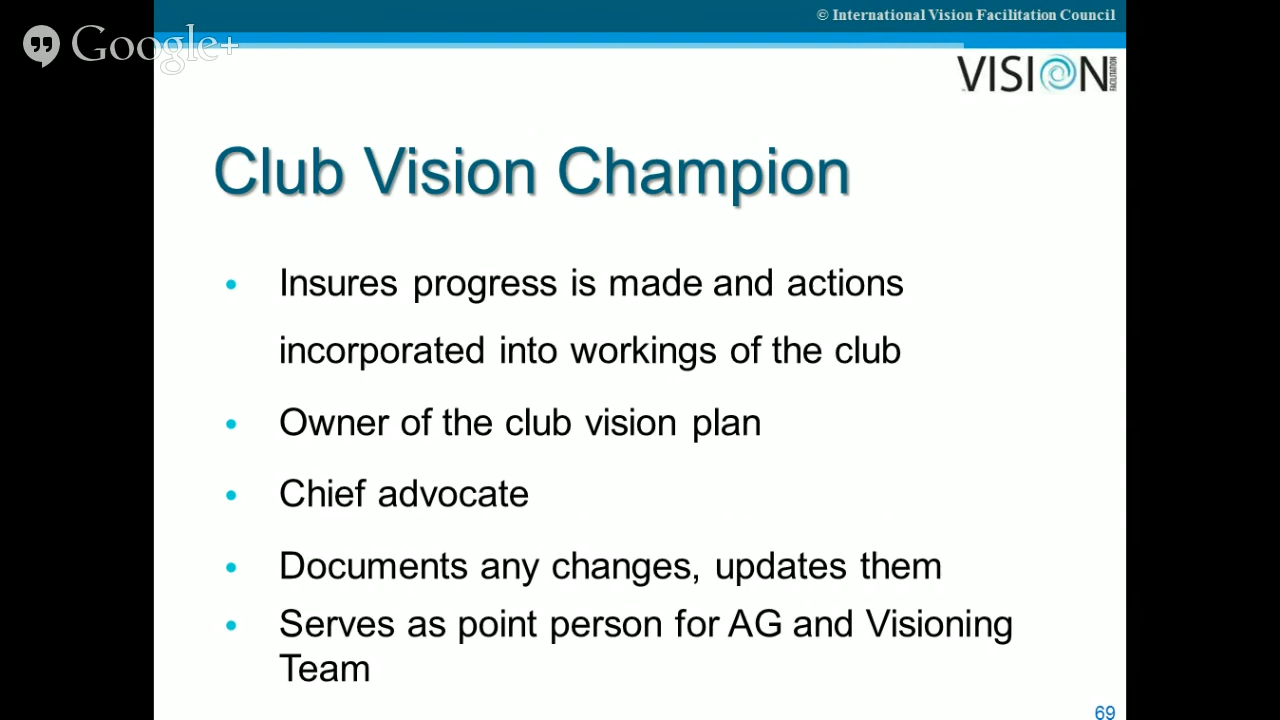 © International Vision Facilitation Council
Google+
VISION
FACILITATION
Club Vision Champion
• Insures progress is made and actions
incorporated into workings of the club
• Owner of the club vision plan
• Chief advocate
• Documents any changes, updates them
• Serves as point person for AG and Visioning
Team
69